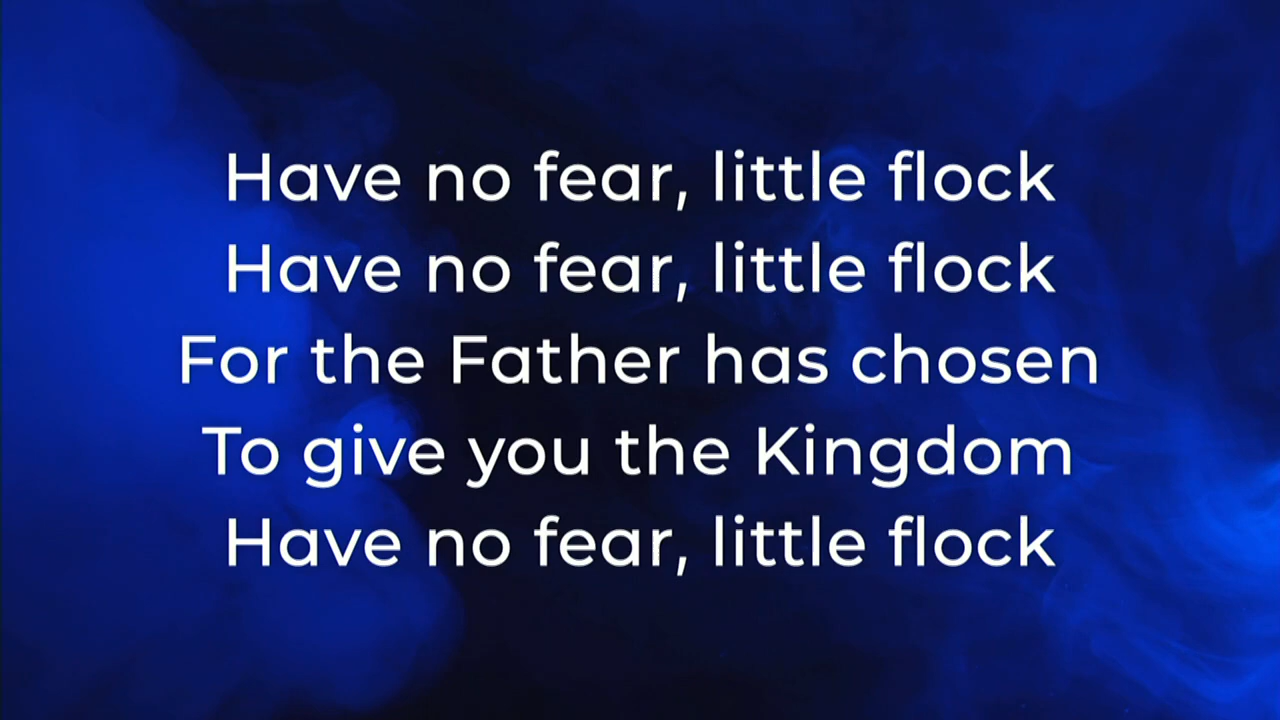 Have no fear, little flock
Have no fear, little flock
For the Father has chosen
To give you the Kingdom
Have no fear, little flock